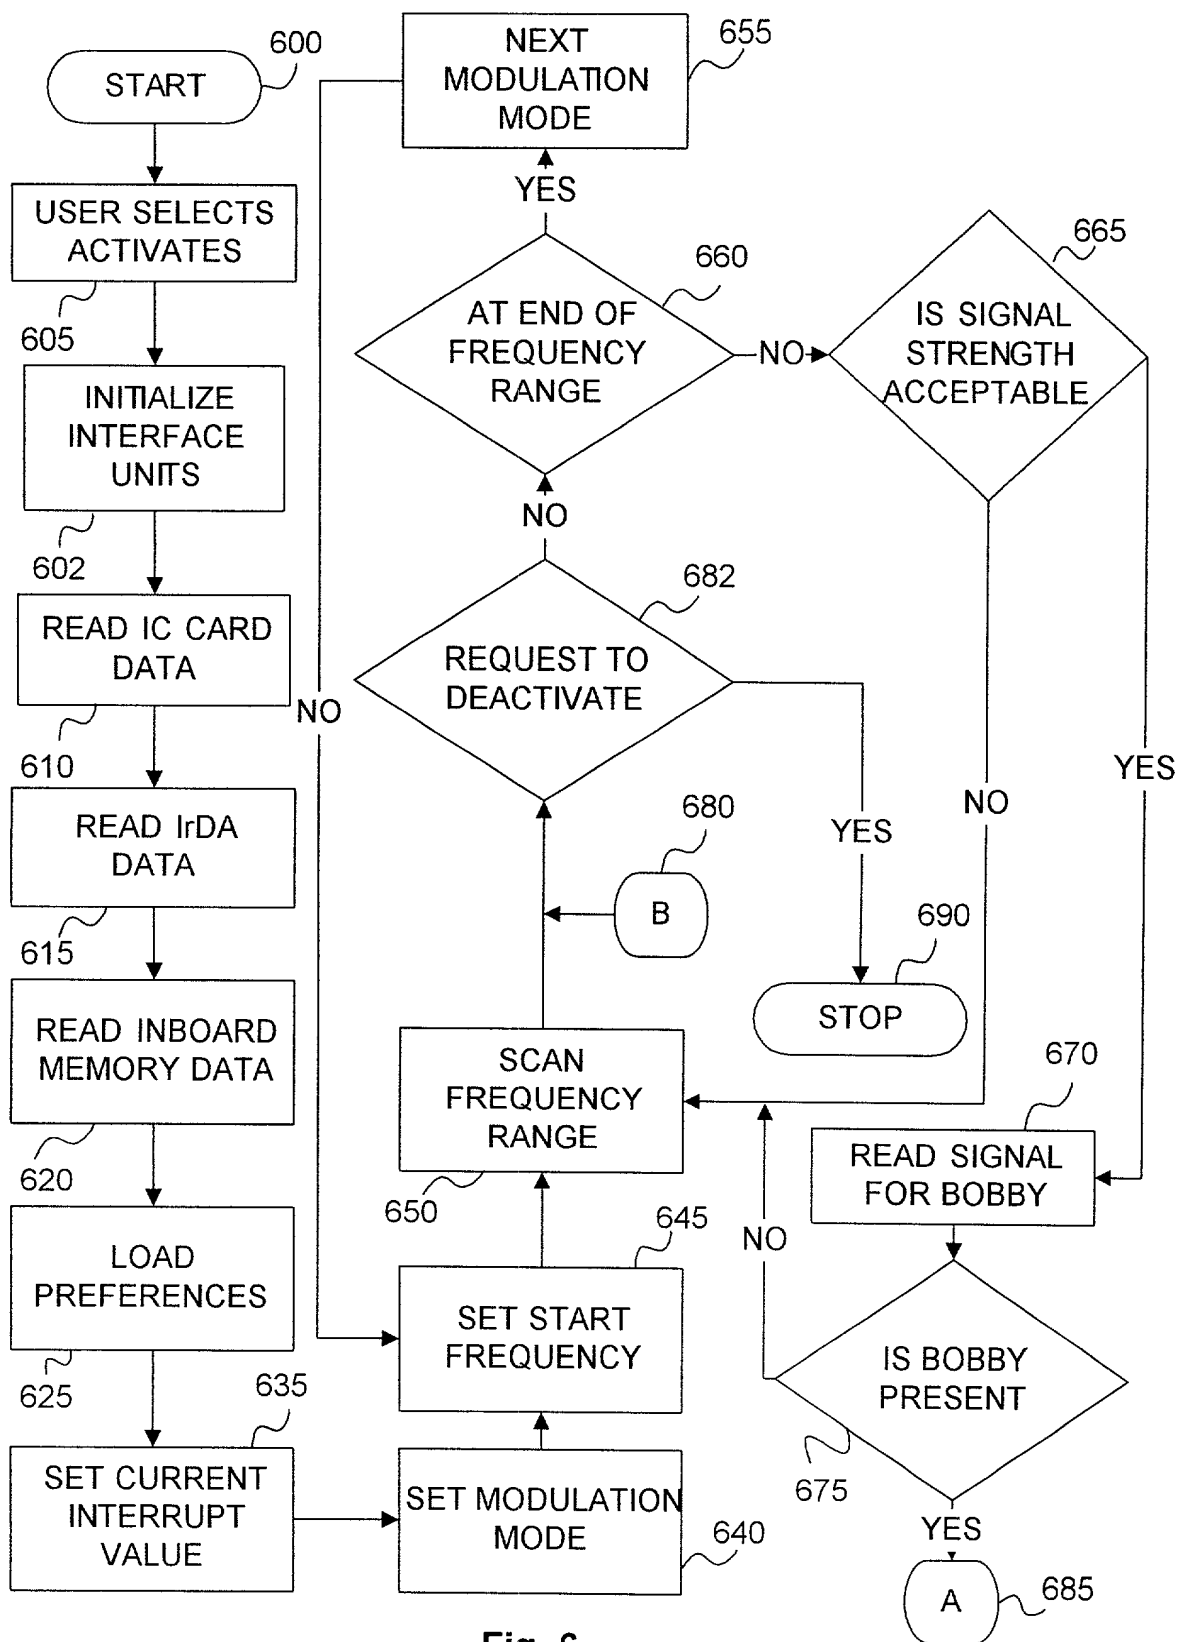 600
START
USER SELECTS
ACTIVATES
605
INITIALIZE
INTERFACE
UNITS
602
READ IC CARD
DATA
610
READ IrDA
DATA
615
READ INBOARD
MEMORY DATA
620
LOAD
PREFERENCES
625
635
SET CURRENT
INTERRUPT
VALUE
NEXT
MODULATION
MODE
655
YES
660
AT END OF
FREQUENCY
RANGE
NO
665
IS SIGNAL
STRENGTH
ACCEPTABLE
NO
682
REQUEST TO
DEACTIVATE
NO
YES
NO
YES
680
B
690
STOP
SCAN
FREQUENCY
RANGE
650
645
SET START
FREQUENCY
SET MODULATION
MODE
640
670
READ SIGNAL
FOR BOBBY
NO
IS BOBBY
PRESENT
675
YES
A
685
Fig. 6